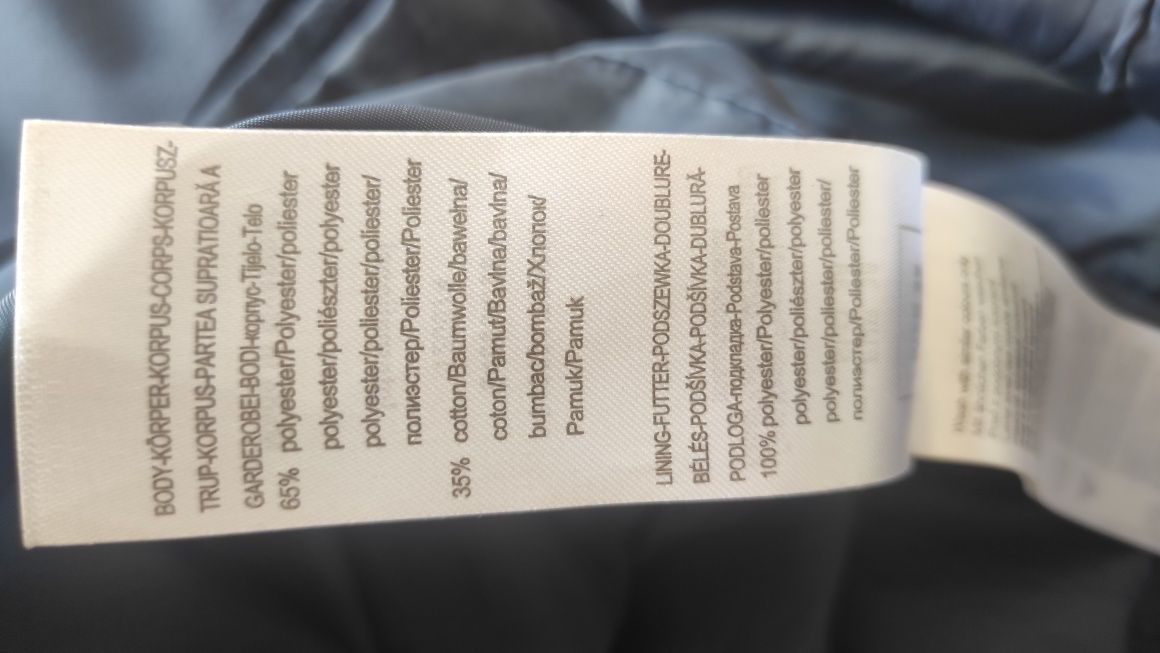 BODY-KÖRPER-KORPUS-CORPS-KORPUSZ-
TRUP-KORPUS-PARTEA SUPRATIOARÁ A
GARDEROBEI-BODI-корпуо-Tijelo-Telo
65% polyester/Polyester/poliester
polyester/poliészter/polyester
polyester/poliester/poliester/
полиэстер/Poliester/Poliester
35% cotton/Baumwolle/bawełna/
coton/Pamut/Bavlna/bavlna/
bumbac/bombaž/Хлопок/
Pamuk/Pamuk
LINING-FUTTER-PODSZEWKA-DOUBLURE-
BÉLÉS-PODŠÍVKA-PODŠÍVKA-DUBLURĂ-
PODLOGA-подпладка-Podstava-Postava
100% polyester/Polyester/poliester
polyester/poliészter/polyester
polyester/poliester/poliester/
полиэстер/Poliester/Poliester